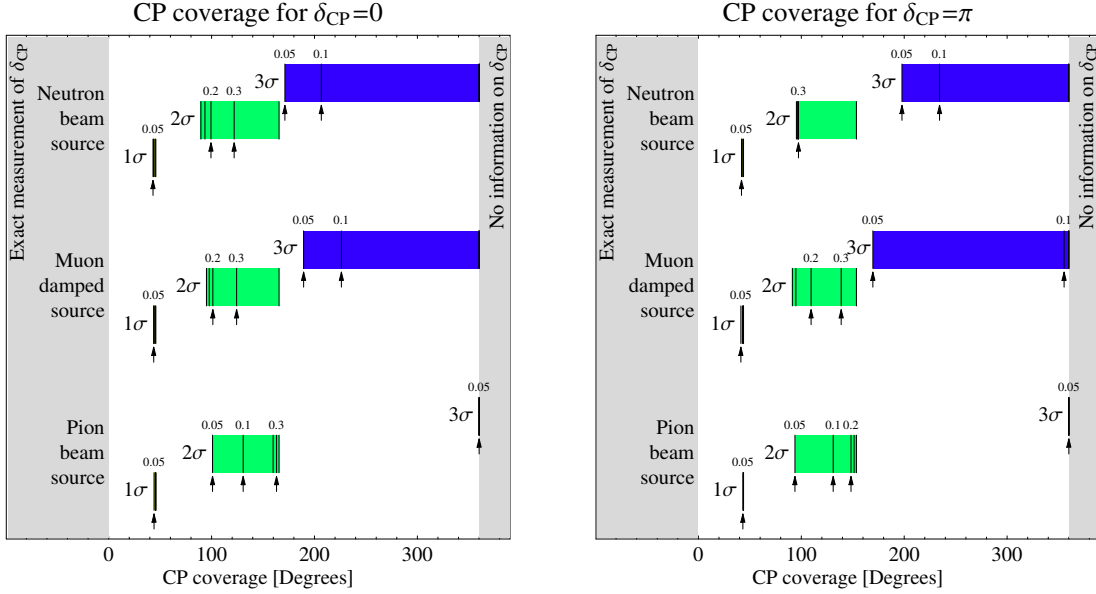 CP coverage for δCP=0
Exact measurement of δCP
No information on δCP
Neutron
beam
source
0.05 0.1
3σ
0.2 0.3
2σ
0.05
1σ
Muon
damped
source
0.05 0.1
3σ
0.2 0.3
2σ
0.05
1σ
Pion
beam
source
0.05
3σ
0.05 0.1 0.3
2σ
0.05
1σ
0 100 200 300
CP coverage [Degrees]
CP coverage for δCP=π
Exact measurement of δCP
No information on δCP
Neutron
beam
source
0.05 0.1
3σ
0.3
2σ
0.05
1σ
Muon
damped
source
0.05 0.1
3σ
0.2 0.3
2σ
0.05
1σ
Pion
beam
source
0.05
3σ
0.05 0.1 0.2
2σ
0.05
1σ
0 100 200 300
CP coverage [Degrees]